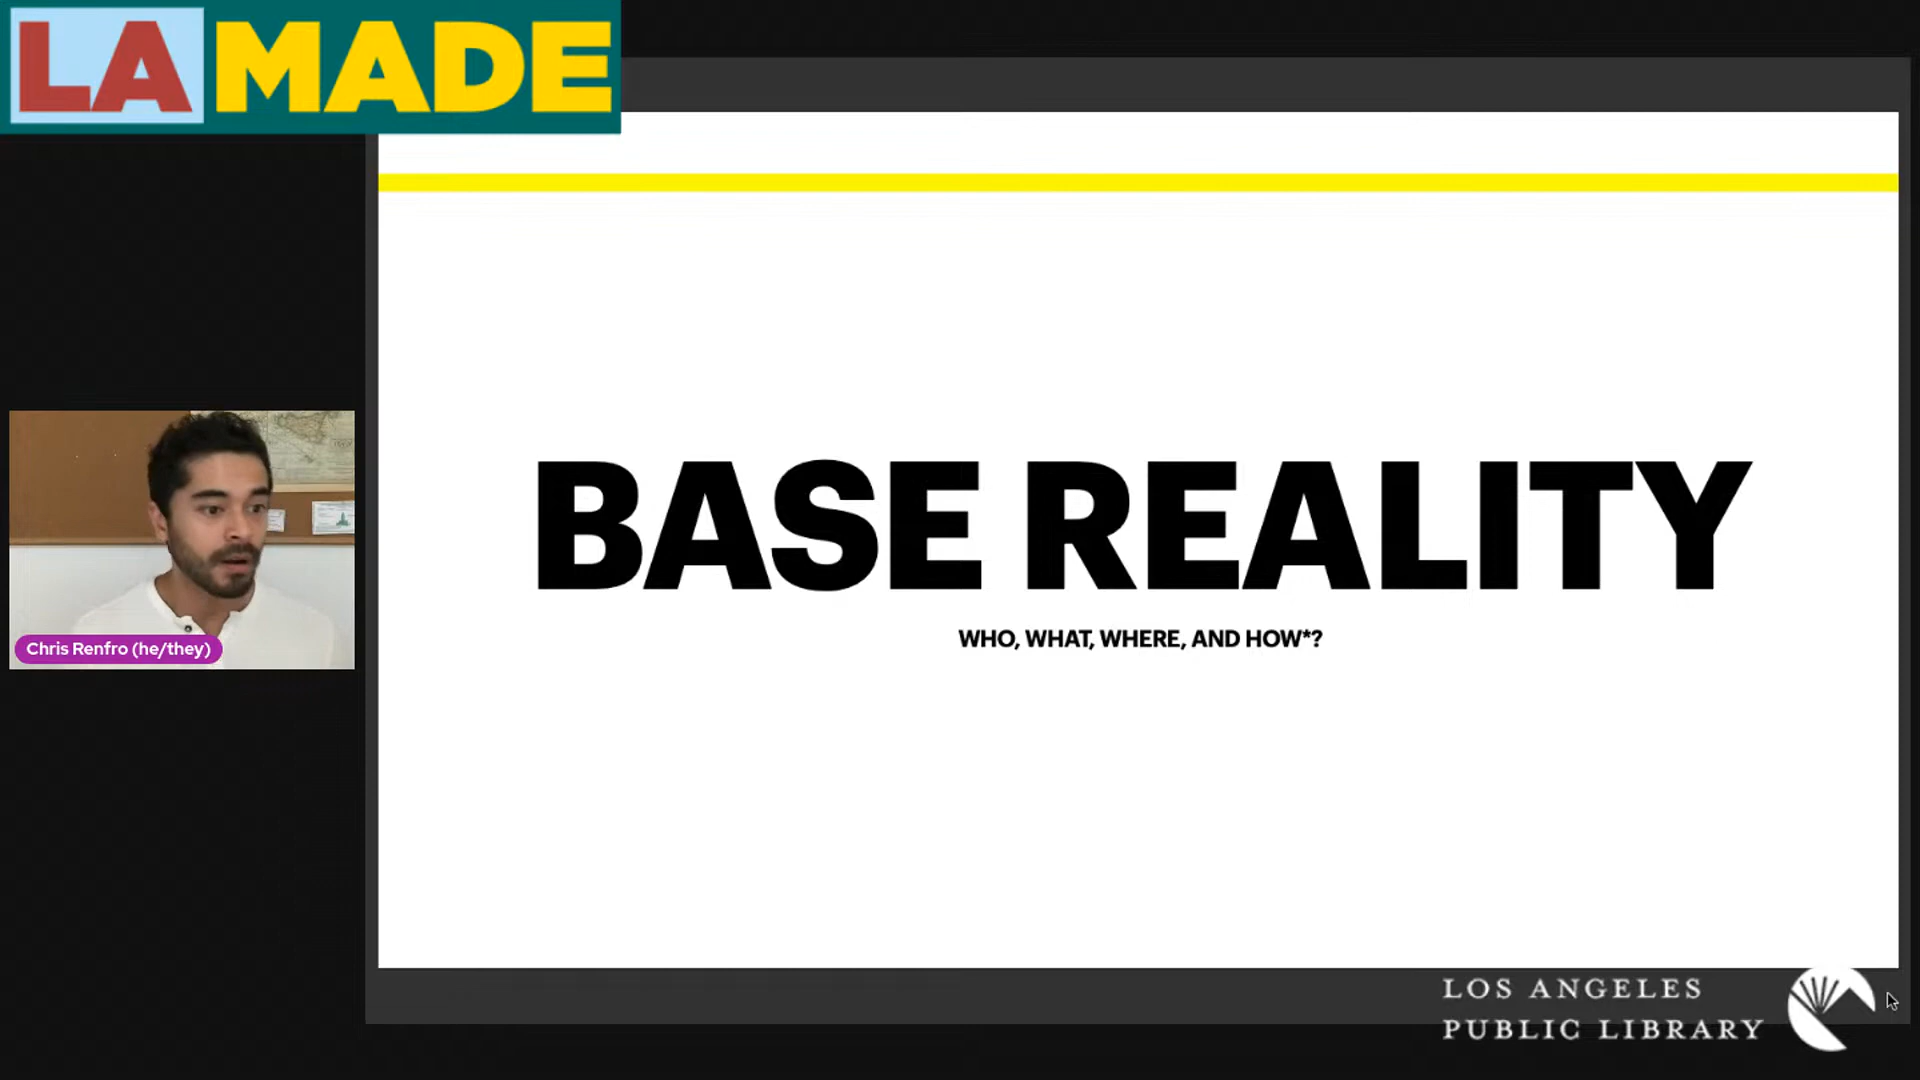 LA MADE
BASE REALITY
WHO, WHAT, WHERE, AND HOW*?
Chris Renfro (he/they)
LOS ANGELES
PUBLIC LIBRARY